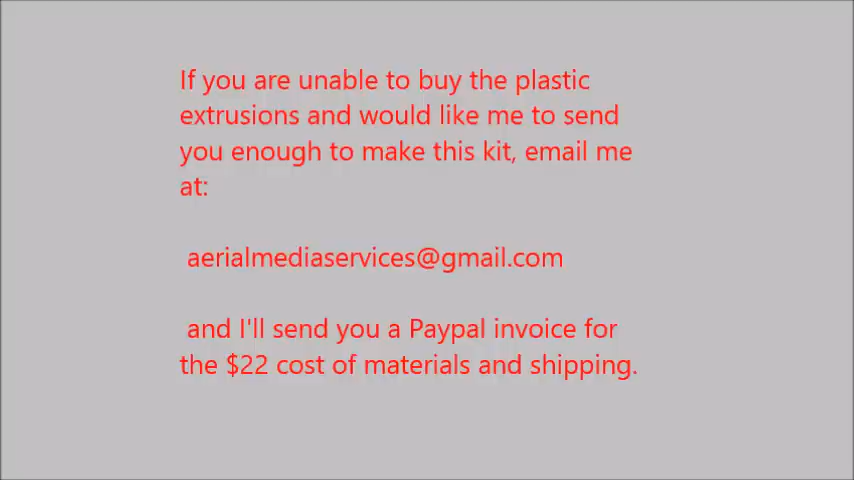 If you are unable to buy the plastic
extrusions and would like me to send
you enough to make this kit, email me
at:
aerialmediaservices@gmail.com
and I'll send you a Paypal invoice for
the $22 cost of materials and shipping.